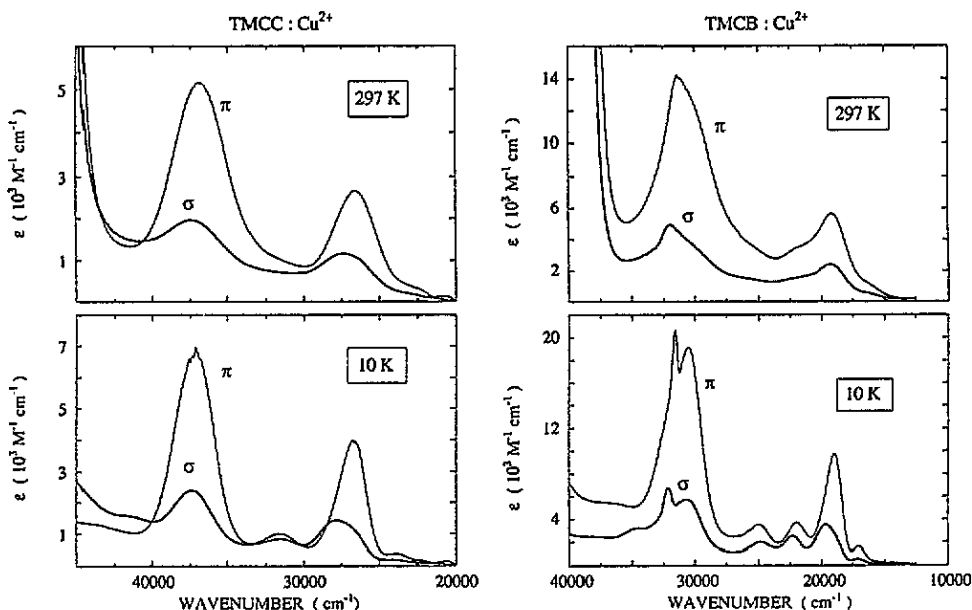 TMCC : Cu²⁺
TMCB : Cu²⁺
ε ( 10³ M⁻¹ cm⁻¹ )
5
3
1
297 K
π
σ
ε ( 10³ M⁻¹ cm⁻¹ )
14
10
6
2
297 K
π
σ
ε ( 10³ M⁻¹ cm⁻¹ )
7
5
3
1
10 K
π
σ
40000 30000 20000
WAVENUMBER ( cm⁻¹ )
ε ( 10³ M⁻¹ cm⁻¹ )
20
12
4
10 K
π
σ
40000 30000 20000 10000
WAVENUMBER ( cm⁻¹ )